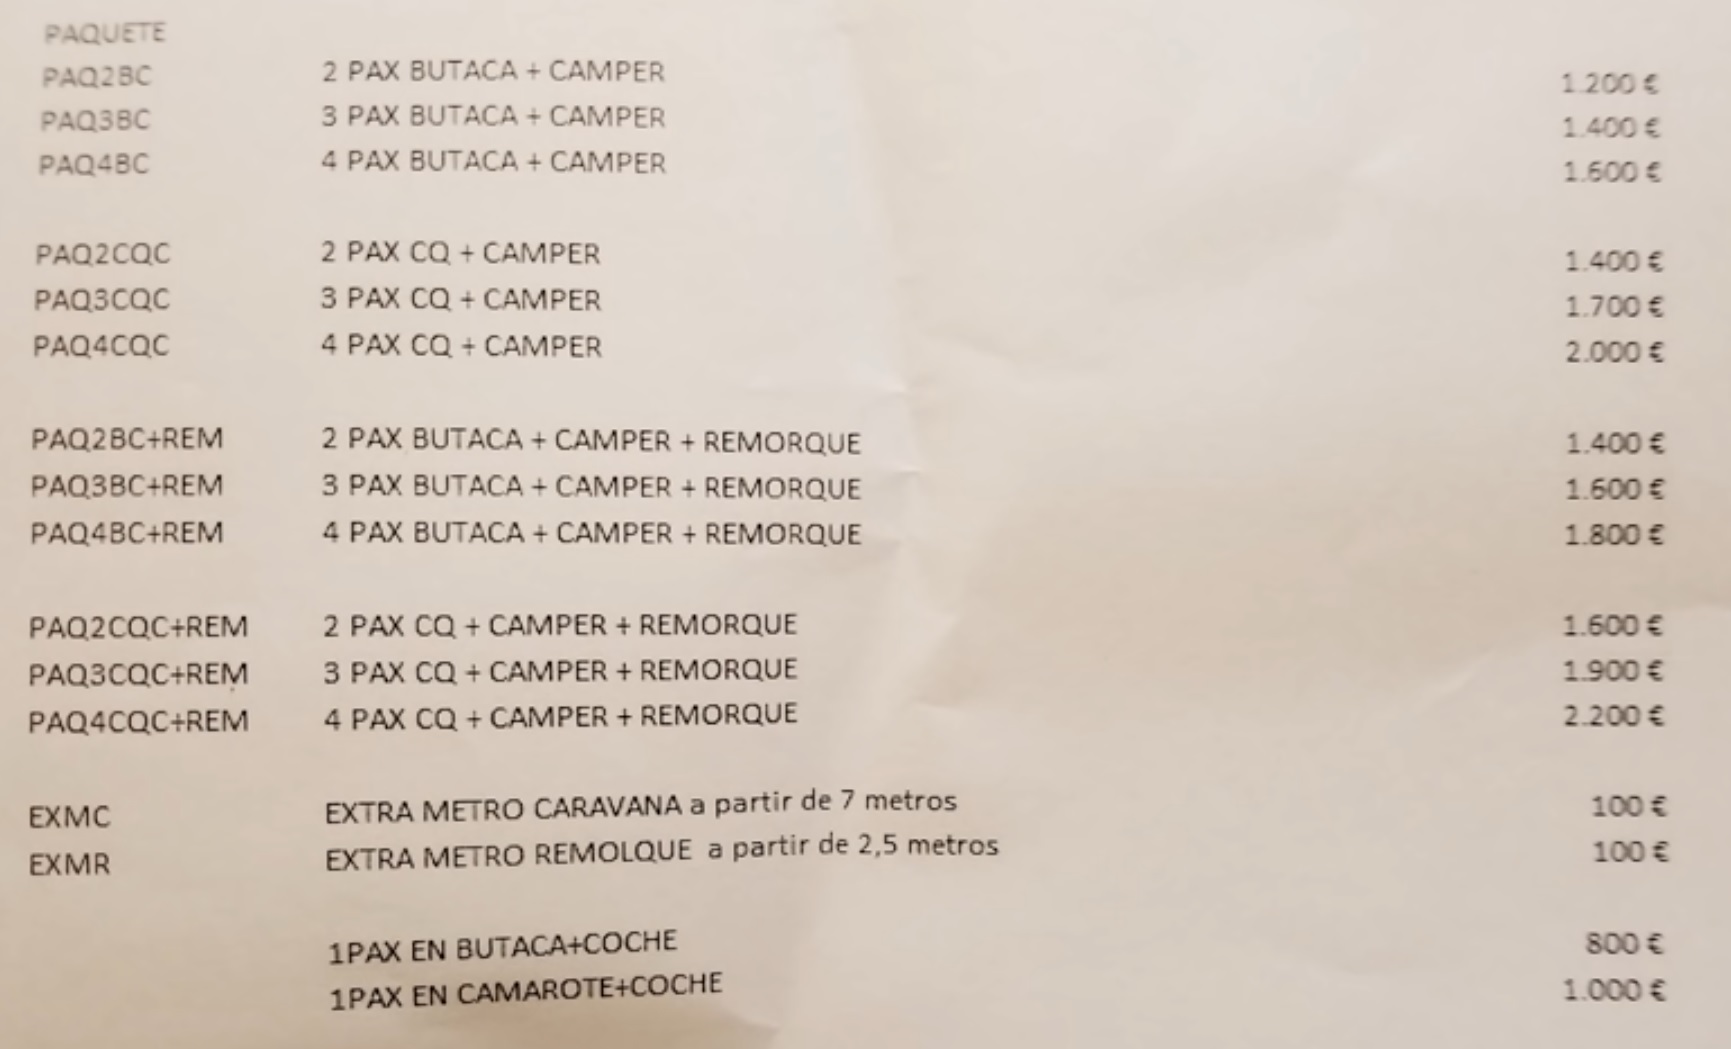 PAQUETE
PAQ2BC 2 PAX BUTACA + CAMPER 1.200 €
PAQ3BC 3 PAX BUTACA + CAMPER 1.400 €
PAQ4BC 4 PAX BUTACA + CAMPER 1.600 €
PAQ2CQC 2 PAX CQ + CAMPER 1.400 €
PAQ3CQC 3 PAX CQ + CAMPER 1.700 €
PAQ4CQC 4 PAX CQ + CAMPER 2.000 €
PAQ2BC+REM 2 PAX BUTACA + CAMPER + REMORQUE 1.400 €
PAQ3BC+REM 3 PAX BUTACA + CAMPER + REMORQUE 1.600 €
PAQ4BC+REM 4 PAX BUTACA + CAMPER + REMORQUE 1.800 €
PAQ2CQC+REM 2 PAX CQ + CAMPER + REMORQUE 1.600 €
PAQ3CQC+REM 3 PAX CQ + CAMPER + REMORQUE 1.900 €
PAQ4CQC+REM 4 PAX CQ + CAMPER + REMORQUE 2.200 €
EXMC EXTRA METRO CARAVANA a partir de 7 metros 100 €
EXMR EXTRA METRO REMOLQUE a partir de 2,5 metros 100 €
1PAX EN BUTACA+COCHE 800 €
1PAX EN CAMAROTE+COCHE 1.000 €